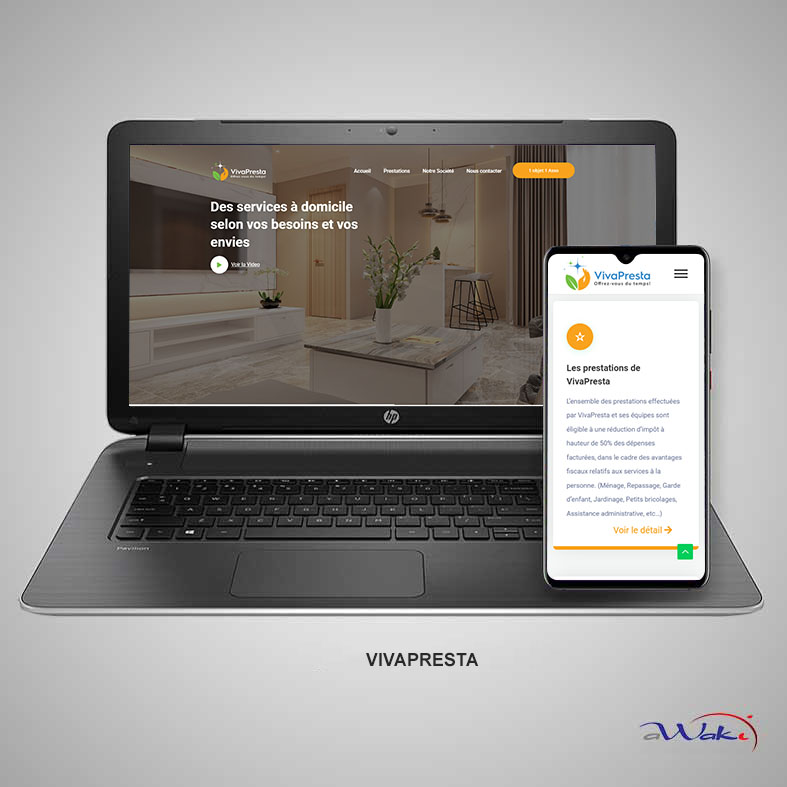 VivaPresta
Offrez-vous du temps!
Accueil Prestations Notre Société Nous contacter 1 objet 1 Ame
Des services à domicile
selon vos besoins et vos
envies
Voir la Video
hp
Pavilion
VivaPresta
Offrez-vous du temps!
Les prestations de
VivaPresta
L'ensemble des prestations effectuées
par VivaPresta et ses équipes sont
éligible à une réduction d'impôt à
hauteur de 50% des dépenses
facturées, dans le cadre des avantages
fiscaux relatifs aux services à la
personne. (Ménage, Repassage, Garde
d'enfant, Jardinage, Petits bricolages,
Assistance administrative, etc...)
Voir le détail
VIVAPRESTA
aWaki